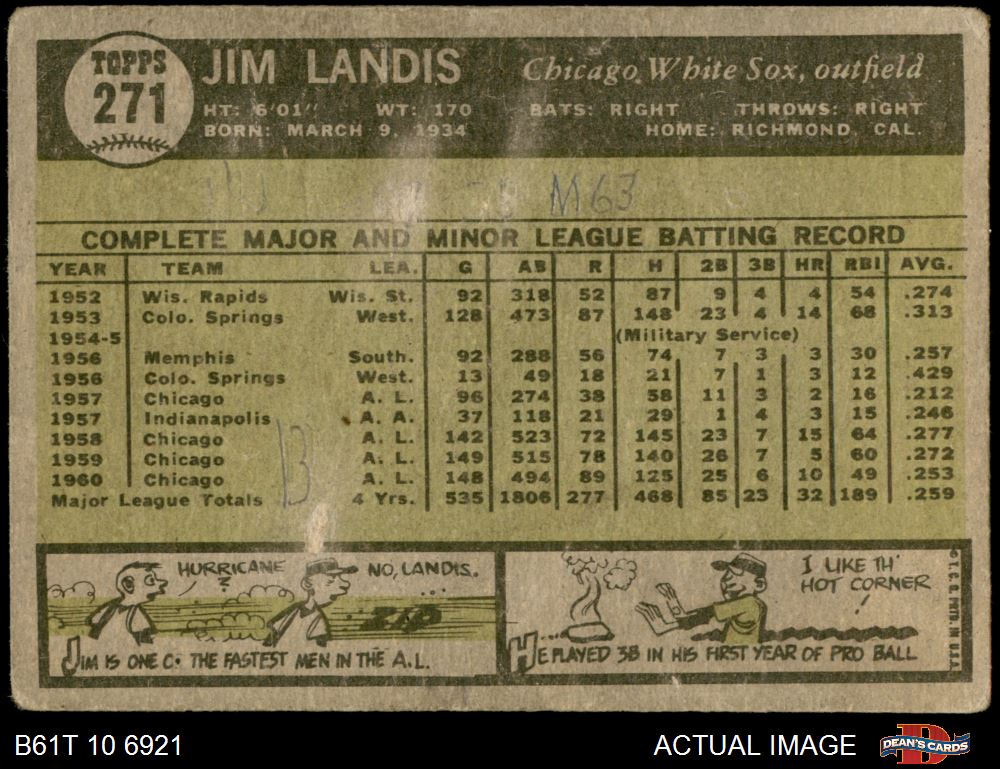 TOPPS
271
JIM LANDIS
Chicago White Sox, outfield
HT: 6'01" WT: 170 BATS: RIGHT THROWS: RIGHT
BORN: MARCH 9, 1934 HOME: RICHMOND, CAL.
M63
COMPLETE MAJOR AND MINOR LEAGUE BATTING RECORD
YEAR TEAM LEA. G AB R H 2B 3B HR RBI AVG.
1952 Wis. Rapids Wis. St. 92 318 52 87 9 4 4 54 .274
1953 Colo. Springs West. 128 473 87 148 23 4 14 68 .313
1954-5 (Military Service)
1956 Memphis South. 92 288 56 74 7 3 3 30 .257
1956 Colo. Springs West. 13 49 18 21 7 1 3 12 .429
1957 Chicago A. L. 96 274 38 58 11 3 2 16 .212
1957 Indianapolis A. A. 37 118 21 29 1 4 3 15 .246
1958 Chicago A. L. 142 523 72 145 23 7 15 64 .277
1959 Chicago A. L. 149 515 78 140 26 7 5 60 .272
1960 Chicago A. L. 148 494 89 125 25 6 10 49 .253
Major League Totals 4 Yrs. 535 1806 277 468 85 23 32 189 .259
B
HURRICANE ?
NO, LANDIS.
ZIP
JIM IS ONE OF THE FASTEST MEN IN THE A.L.
I LIKE TH'
HOT CORNER
!
HE PLAYED 3B IN HIS FIRST YEAR OF PRO BALL
© T. C. G. PRTD. IN U.S.A.
B61T 10 6921
ACTUAL IMAGE
DEAN'S CARDS